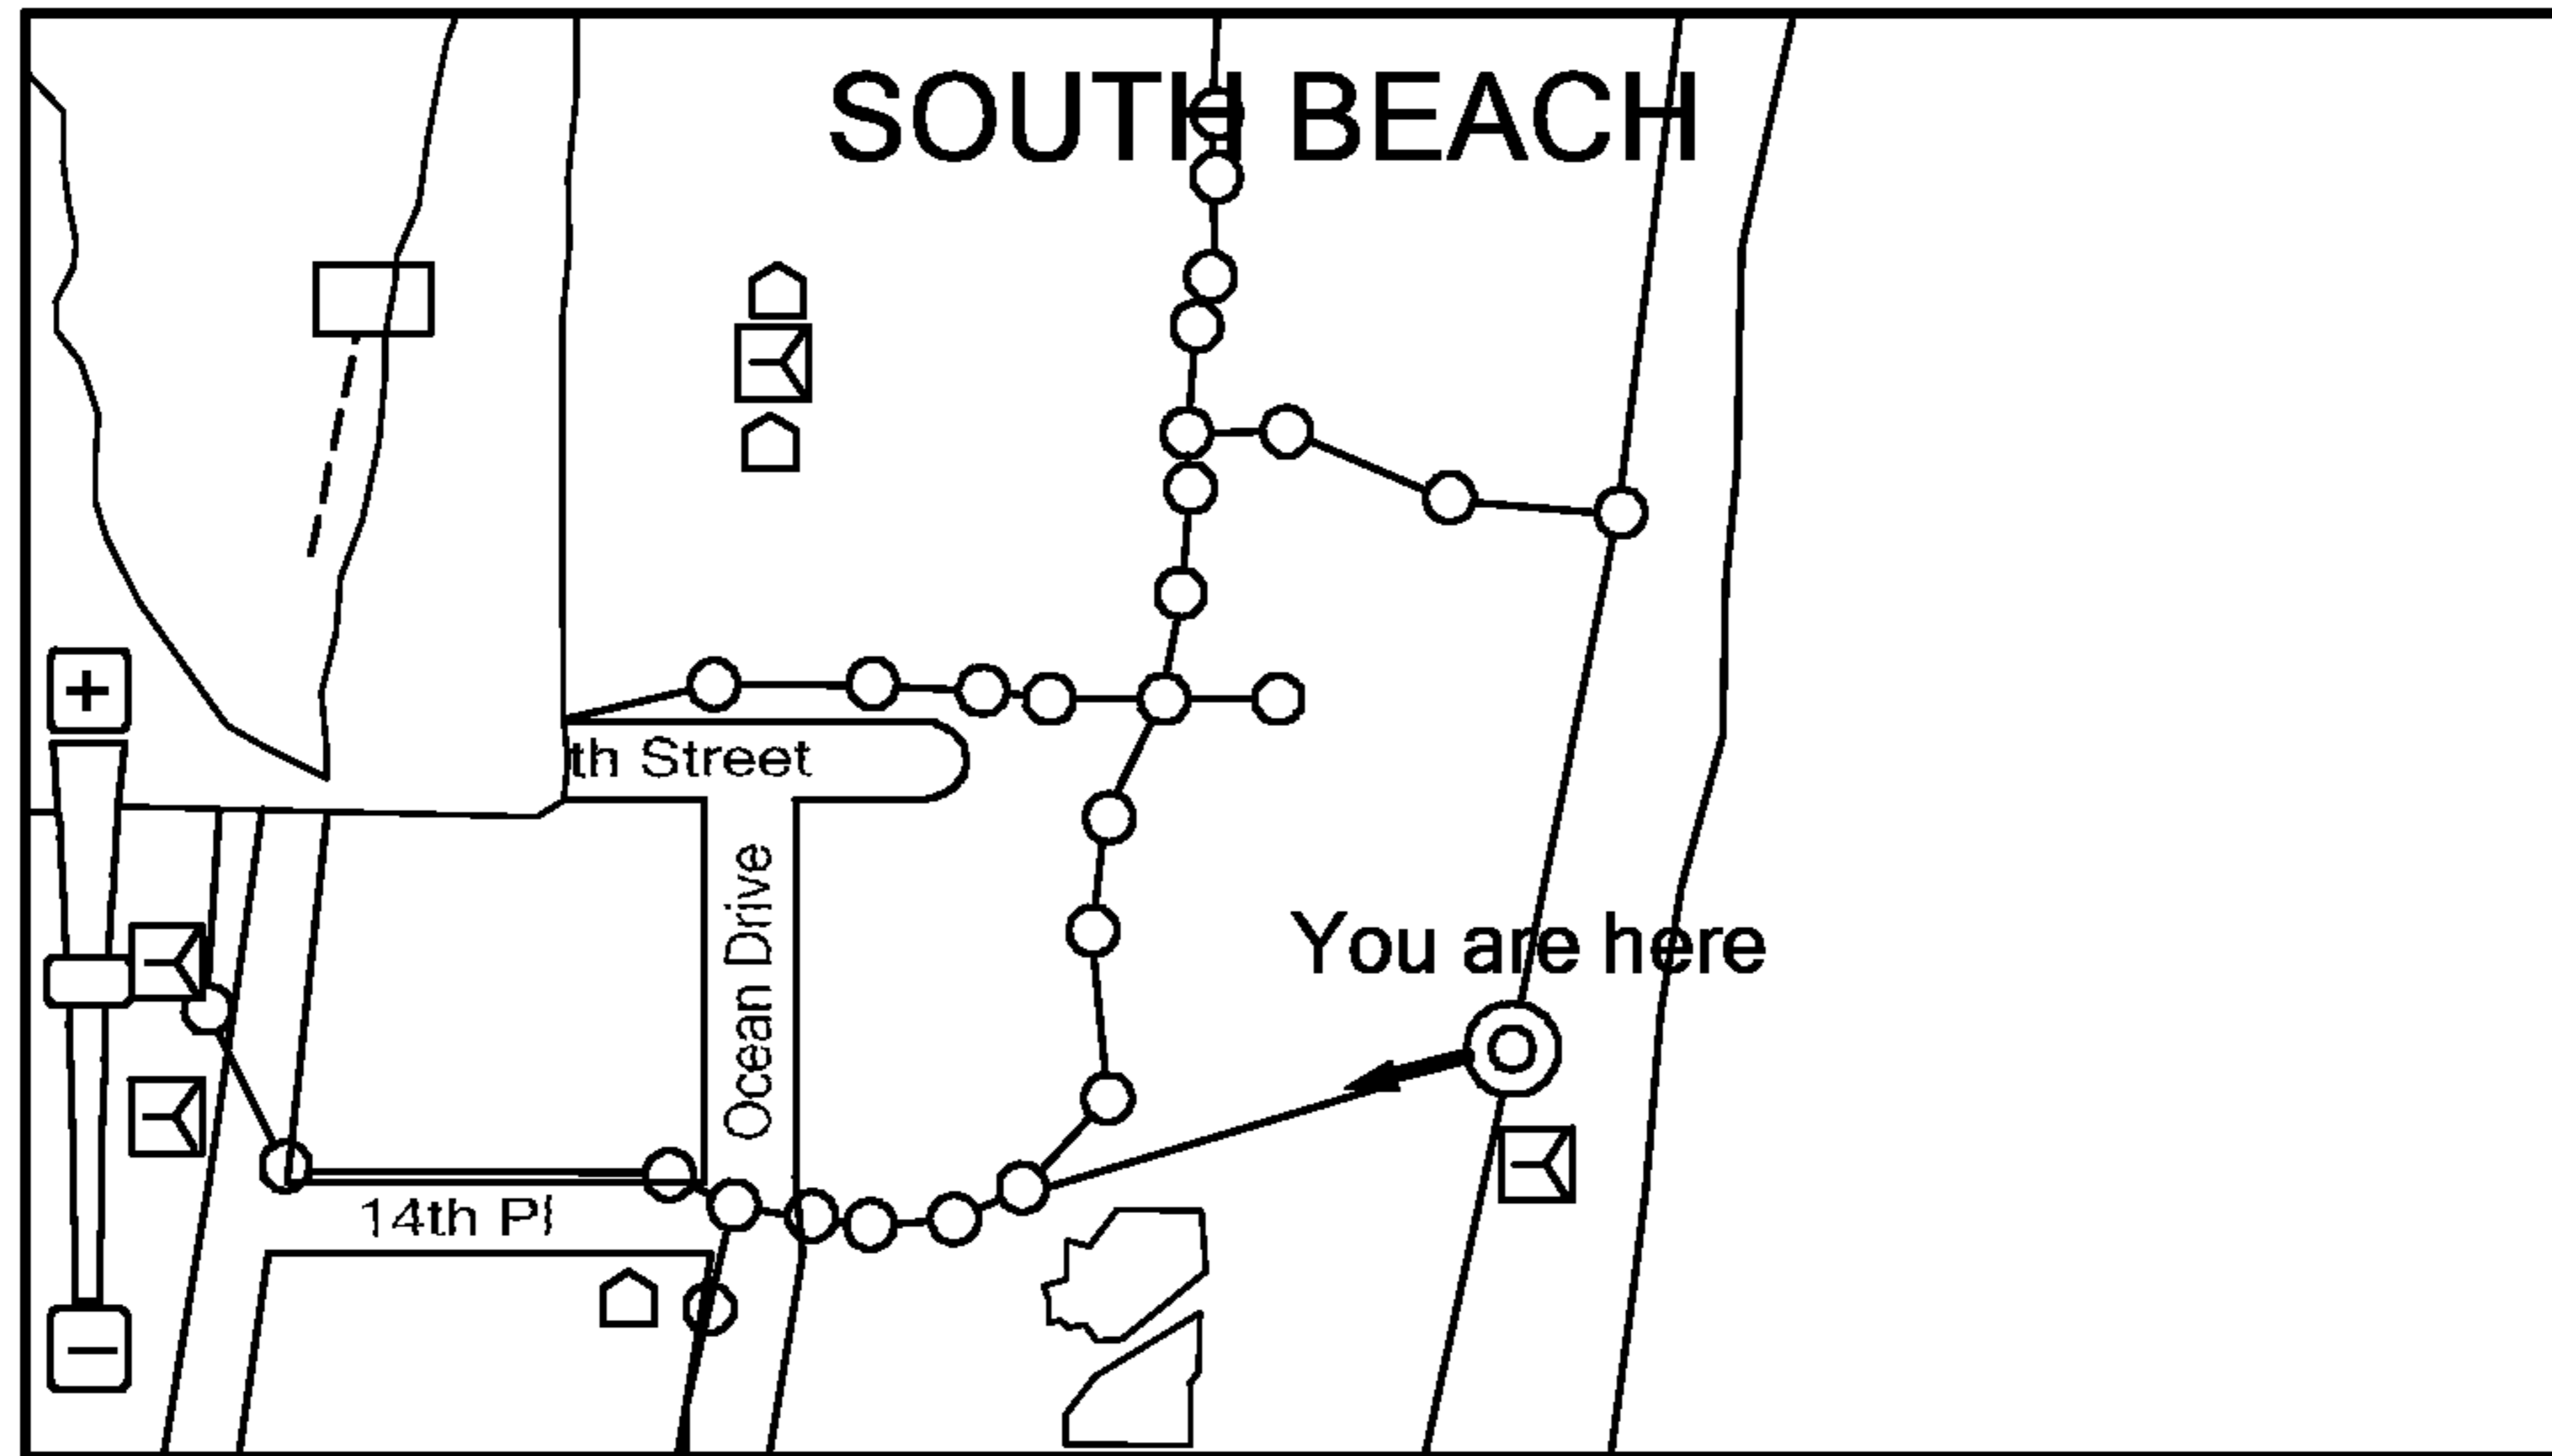 SOUTH BEACH
th Street
Ocean Drive
You are here
14th Pl
+
−